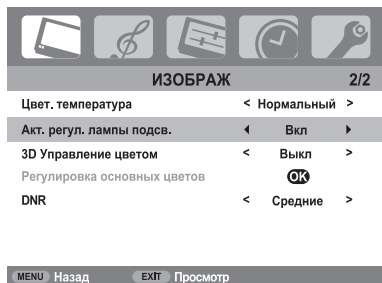 ИЗОБРАЖ 2/2
Цвет. температура < Нормальный >
Акт. регул. лампы подсв. Вкл
3D Управление цветом < Выкл >
Регулировка основных цветов OK
DNR < Средние >
MENU Назад EXIT Просмотр